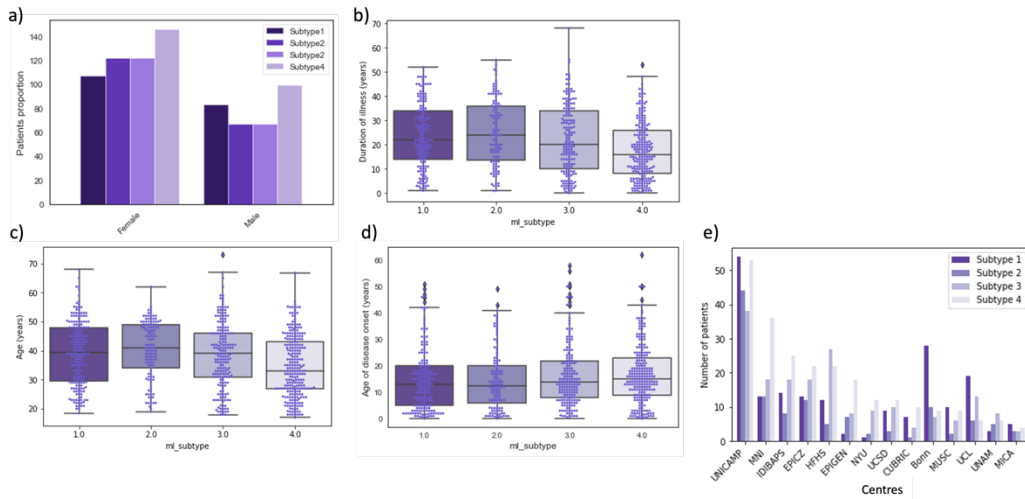 a)
Patients proportion
140
120
100
80
60
40
20
0
Female
Male
Subtype1
Subtype2
Subtype2
Subtype4
b)
Duration of illness (years)
70
60
50
40
30
20
10
0
1.0 2.0 3.0 4.0
ml_subtype
c)
Age (years)
70
60
50
40
30
20
1.0 2.0 3.0 4.0
ml_subtype
d)
Age of disease onset (years)
60
50
40
30
20
10
0
1.0 2.0 3.0 4.0
ml_subtype
e)
Number of patients
50
40
30
20
10
0
Subtype 1
Subtype 2
Subtype 3
Subtype 4
UNICAMP
MNI
IDIBAPS
EPICZ
HFHS
EPIGEN
NYU
UCSD
CUBRIC
Bonn
MUSC
UCL
UNAM
MICA
Centres